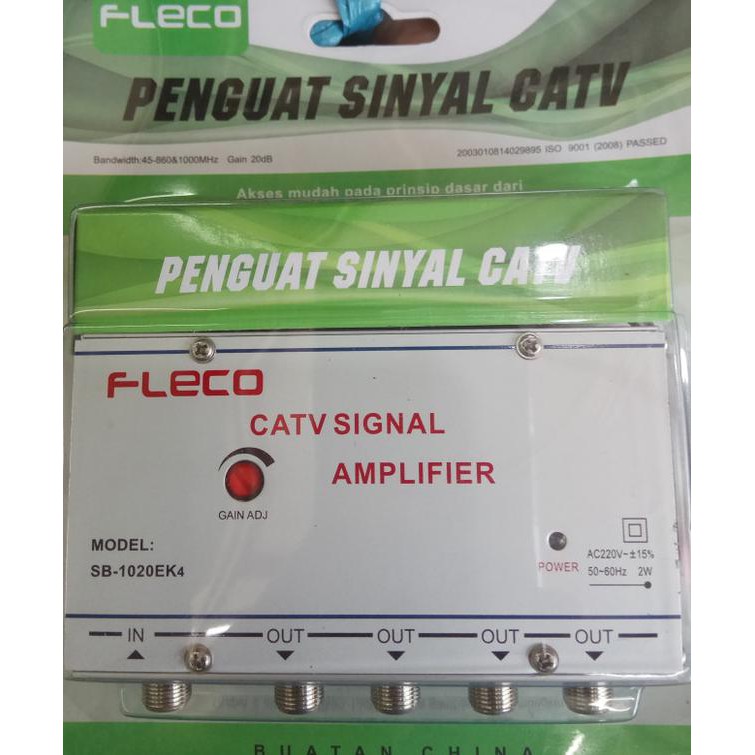 FLECO
PENGUAT SINYAL CATV
Bandwidth:45-860&1000MHz Gain 20dB
2003010814029895 ISO 9001 (2008) PASSED
Akses mudah pada prinsip dasar dari
PENGUAT SINYAL CATV
FLECO
CATV SIGNAL
AMPLIFIER
GAIN ADJ
MODEL:
SB-1020EK4
POWER
AC220V~±15%
50~60Hz 2W
IN OUT OUT OUT OUT
BUATAN CHINA